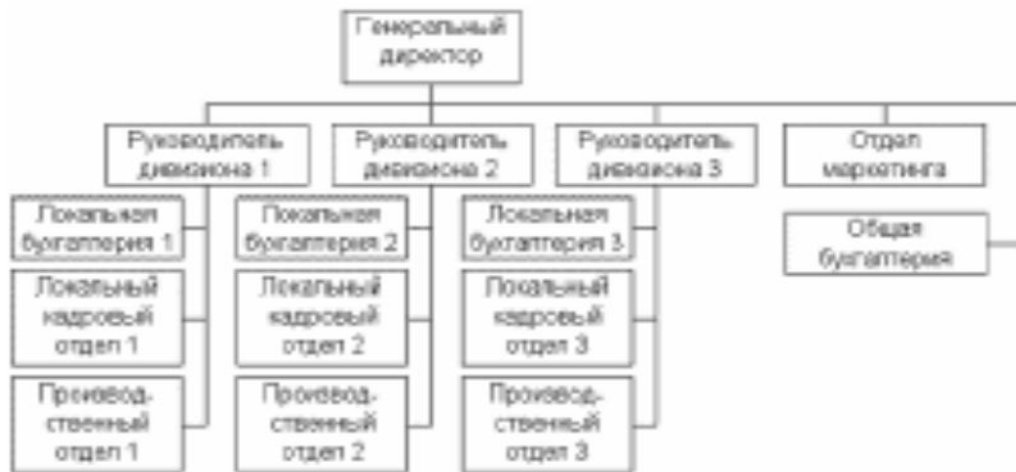 Генеральный
директор
Руководитель
дивизиона 1
Руководитель
дивизиона 2
Руководитель
дивизиона 3
Отдел
маркетинга
Локальная
бухгалтерия 1
Локальная
бухгалтерия 2
Локальная
бухгалтерия 3
Общая
бухгалтерия
Локальный
кадровый
отдел 1
Локальный
кадровый
отдел 2
Локальный
кадровый
отдел 3
Производ-
ственный
отдел 1
Производ-
ственный
отдел 2
Производ-
ственный
отдел 3